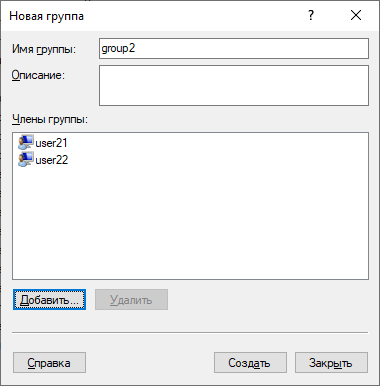 Новая группа
Имя группы: group2
Описание:
Члены группы:
user21
user22
Добавить... Удалить
Справка Создать Закрыть